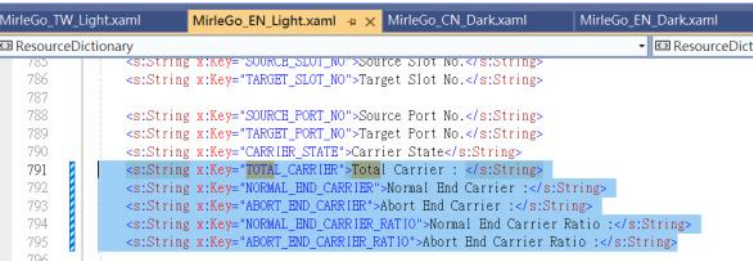 MirleGo_TW_Light.xaml MirleGo_EN_Light.xaml MirleGo_CN_Dark.xaml MirleGo_EN_Dark.xaml
ResourceDictionary ResourceDict
785 <s:String x:Key="SOURCE_SLOT_NO">Source Slot No.</s:String>
786 <s:String x:Key="TARGET_SLOT_NO">Target Slot No.</s:String>
787
788 <s:String x:Key="SOURCE_PORT_NO">Source Port No.</s:String>
789 <s:String x:Key="TARGET_PORT_NO">Target Port No.</s:String>
790 <s:String x:Key="CARRIER_STATE">Carrier State</s:String>
791 <s:String x:Key="TOTAL_CARRIER">Total Carrier : </s:String>
792 <s:String x:Key="NORMAL_END_CARRIER">Normal End Carrier :</s:String>
793 <s:String x:Key="ABORT_END_CARRIER">Abort End Carrier :</s:String>
794 <s:String x:Key="NORMAL_END_CARRIER_RATIO">Normal End Carrier Ratio :</s:String>
795 <s:String x:Key="ABORT_END_CARRIER_RATIO">Abort End Carrier Ratio :</s:String>
796